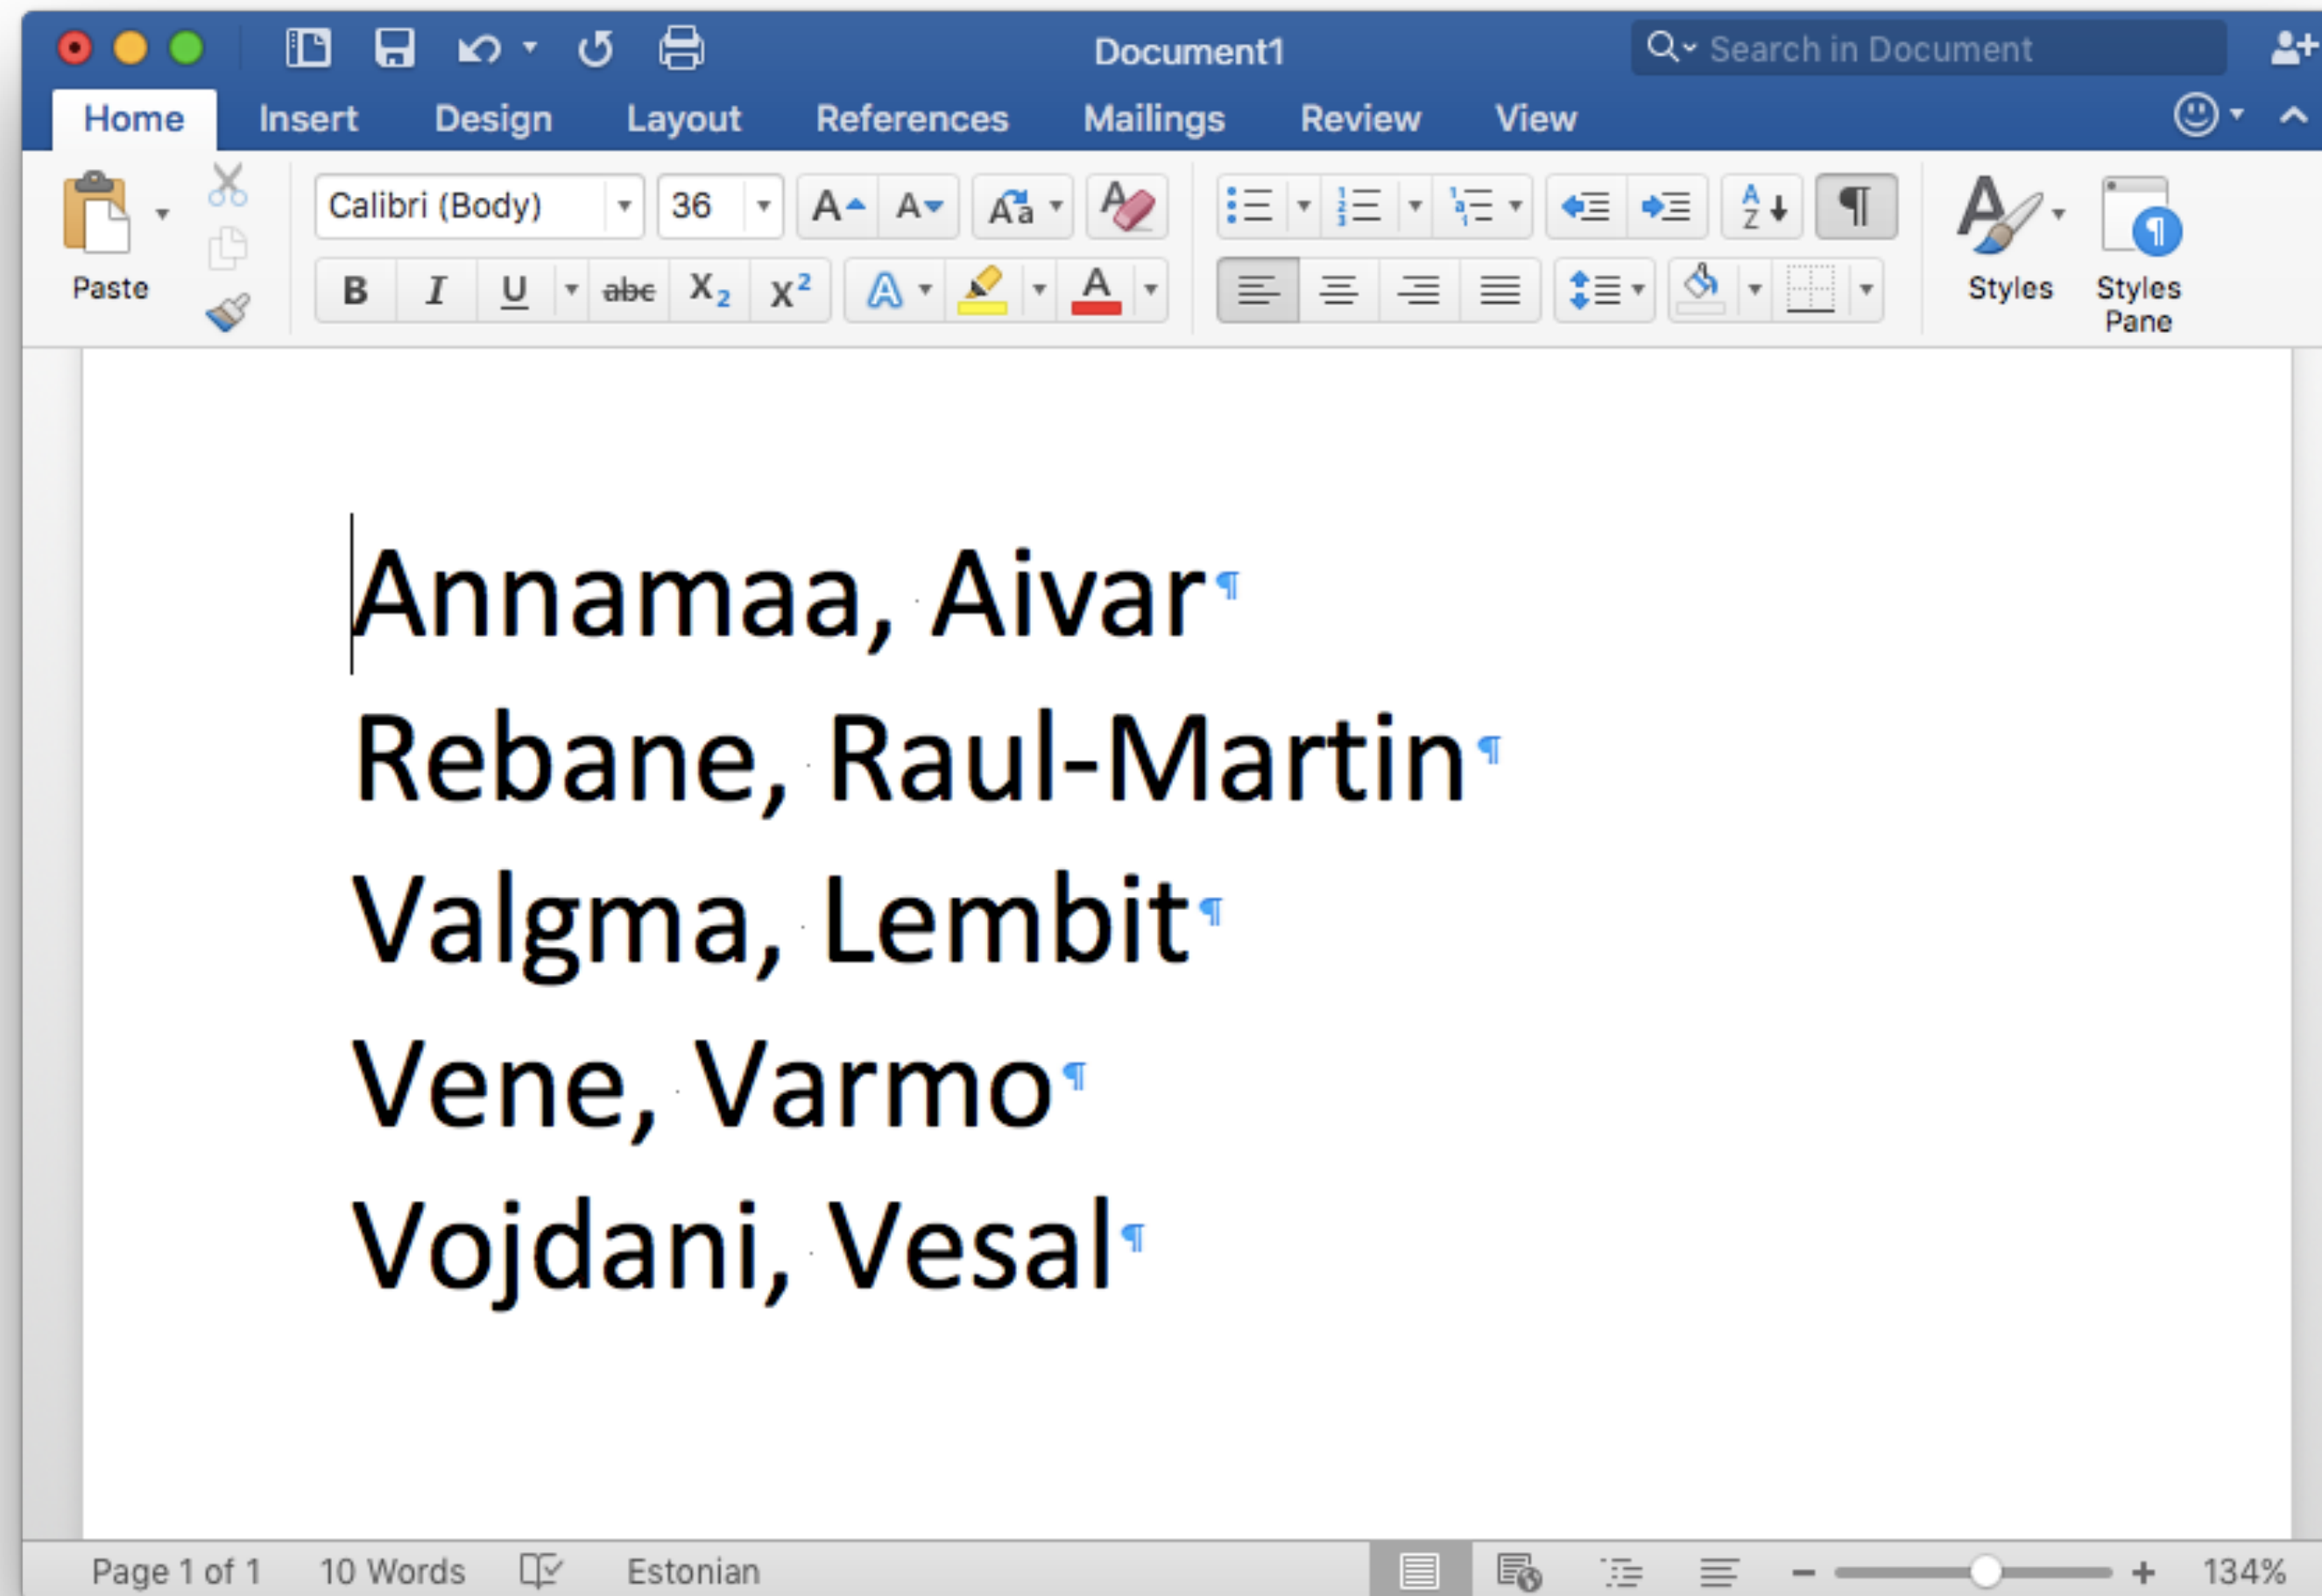 Document1
Search in Document
Home Insert Design Layout References Mailings Review View
Paste
Calibri (Body) 36
Styles
Styles Pane
Annamaa, Aivar¶
Rebane, Raul-Martin¶
Valgma, Lembit¶
Vene, Varmo¶
Vojdani, Vesal¶
Page 1 of 1 10 Words Estonian 134%